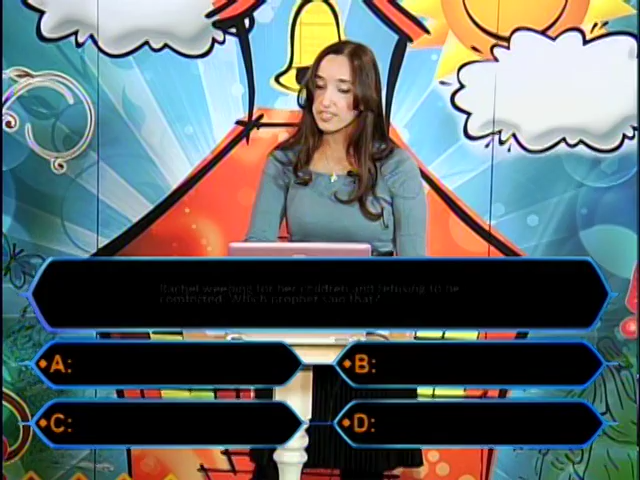 Rachel weeping for her children and refusing to be
comforted. Which prophet said that?
A:
B:
C:
D: